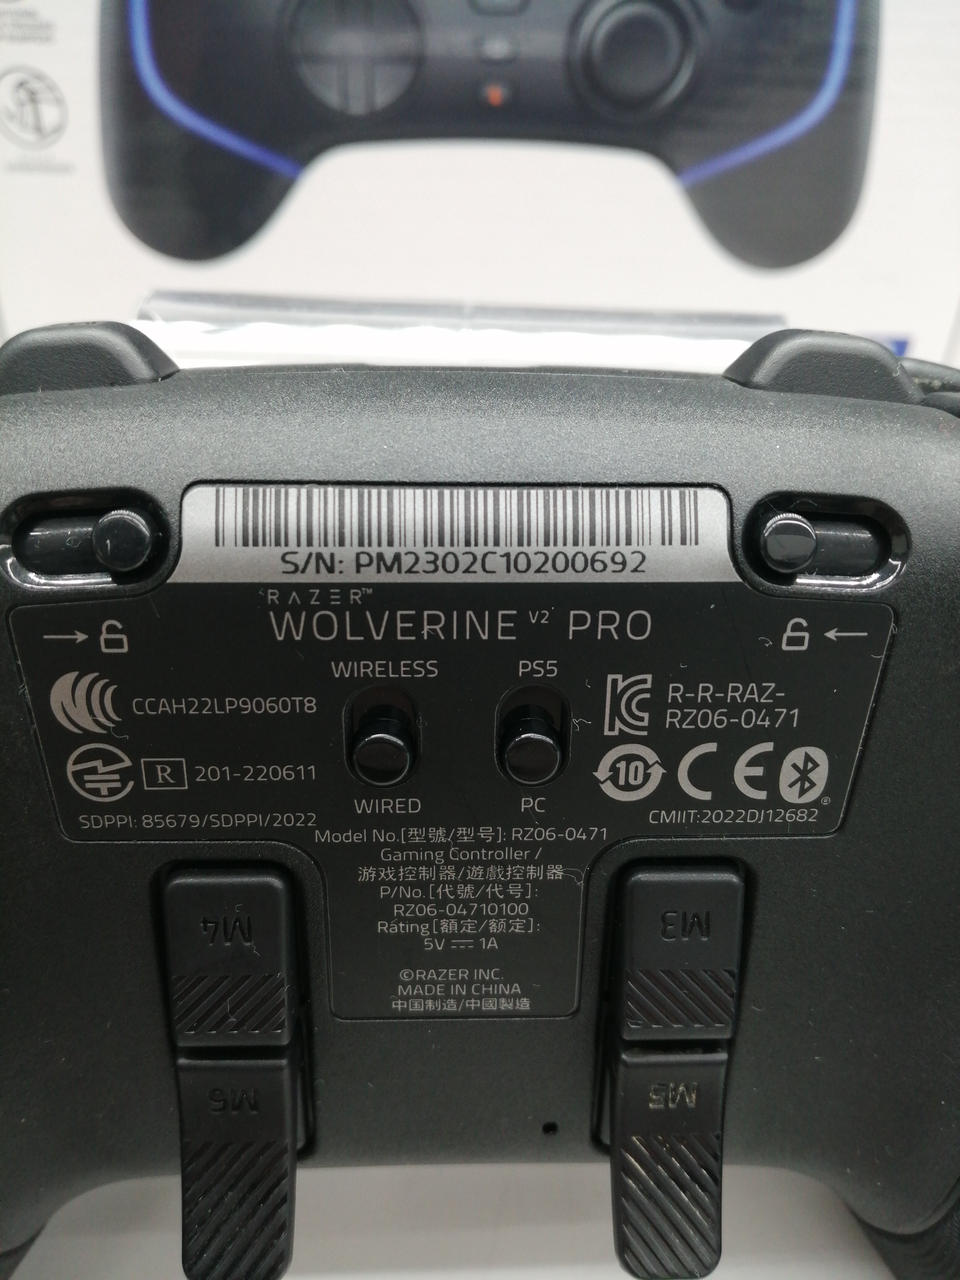 S/N: PM2302C10200692
RAZER™
WOLVERINE V2 PRO
WIRELESS PS5
CCAH22LP9060T8
R-R-RAZ-
RZ06-0471
R 201-220611
10 CE
WIRED PC
SDPPI: 85679/SDPPI/2022
CMIIT:2022DJ12682
Model No.[型號/型号]: RZ06-0471
Gaming Controller /
游戏控制器/遊戲控制器
P/No.[代號/代号]:
RZ06-04710100
Rating[額定/额定]:
5V ⎓ 1A
©RAZER INC.
MADE IN CHINA
中国制造/中國製造
M4 M3
M6 M5